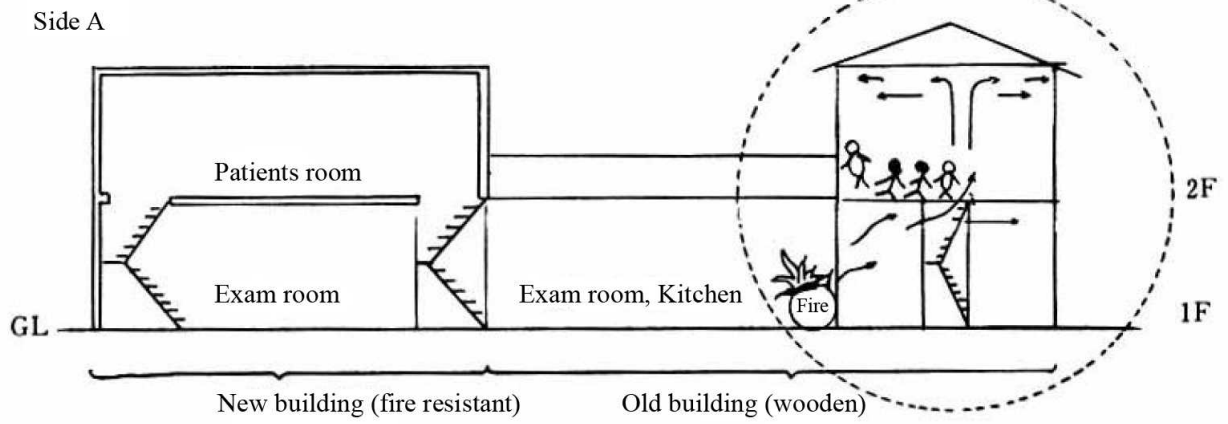 Side A
Patients room
2F
Exam room
Exam room, Kitchen
Fire
GL
1F
New building (fire resistant)
Old building (wooden)